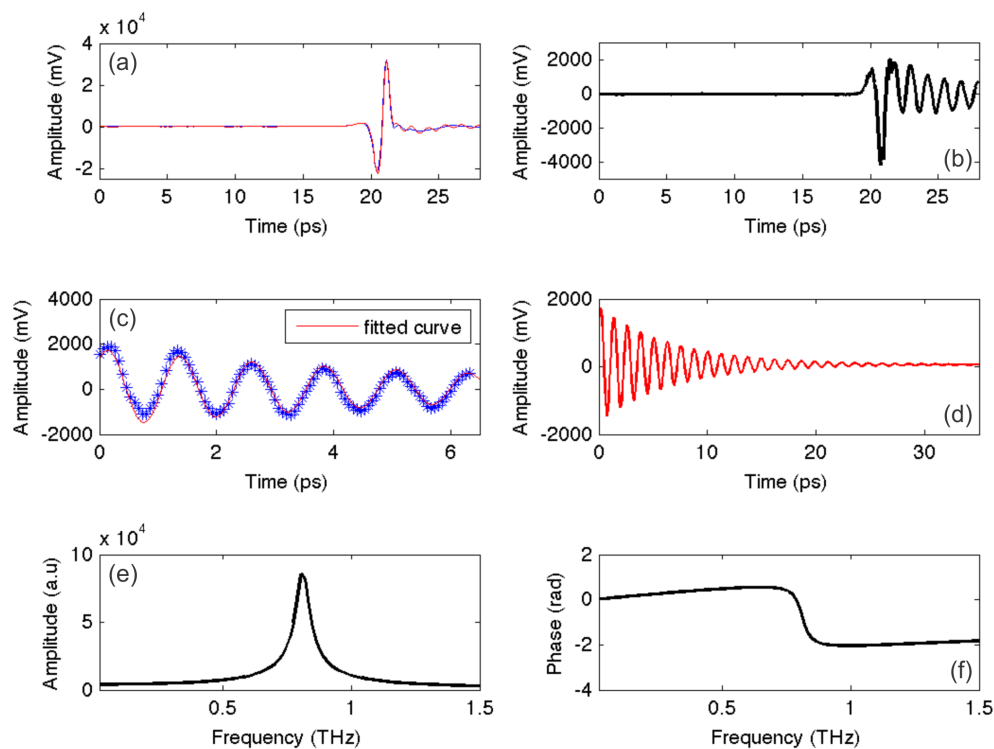 x 10⁴
(a)
Amplitude (mV)
4
2
0
-2
0 5 10 15 20 25
Time (ps)
(b)
Amplitude (mV)
2000
0
-2000
-4000
0 5 10 15 20 25
Time (ps)
(c)
fitted curve
Amplitude (mV)
4000
2000
0
-2000
0 2 4 6
Time (ps)
(d)
Amplitude (mV)
2000
0
-2000
0 10 20 30
Time (ps)
x 10⁴
(e)
Amplitude (a.u)
10
5
0
0.5 1 1.5
Frequency (THz)
(f)
Phase (rad)
2
0
-2
-4
0.5 1 1.5
Frequency (THz)